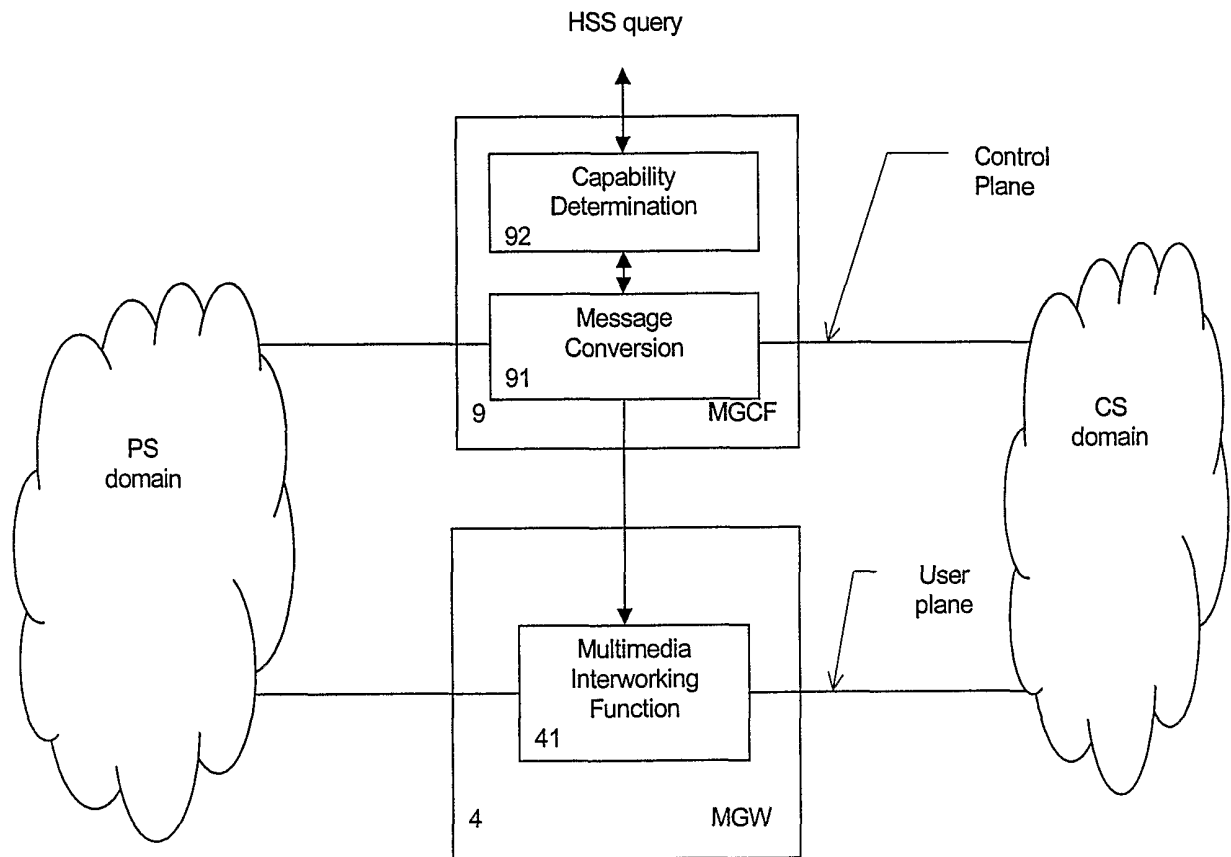 HSS query
Capability
Determination
92
Control
Plane
Message
Conversion
91
9
MGCF
PS
domain
CS
domain
User
plane
Multimedia
Interworking
Function
41
4
MGW